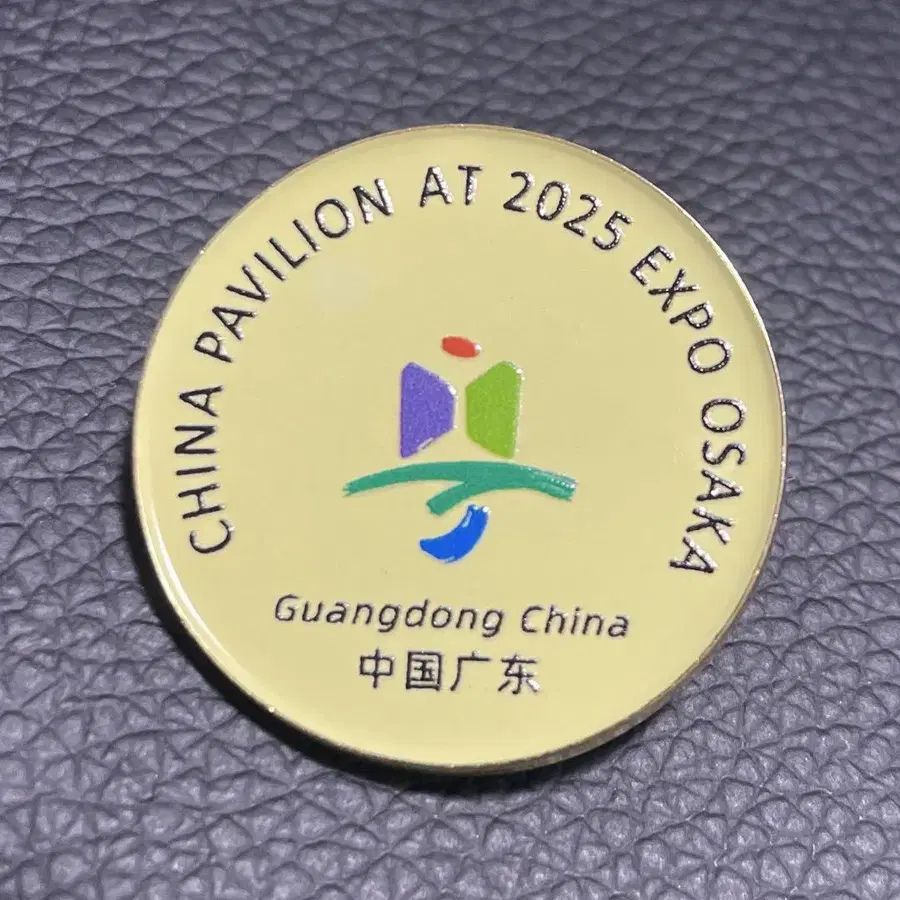 CHINA PAVILION AT 2025 EXPO OSAKA
Guangdong China
中国广东